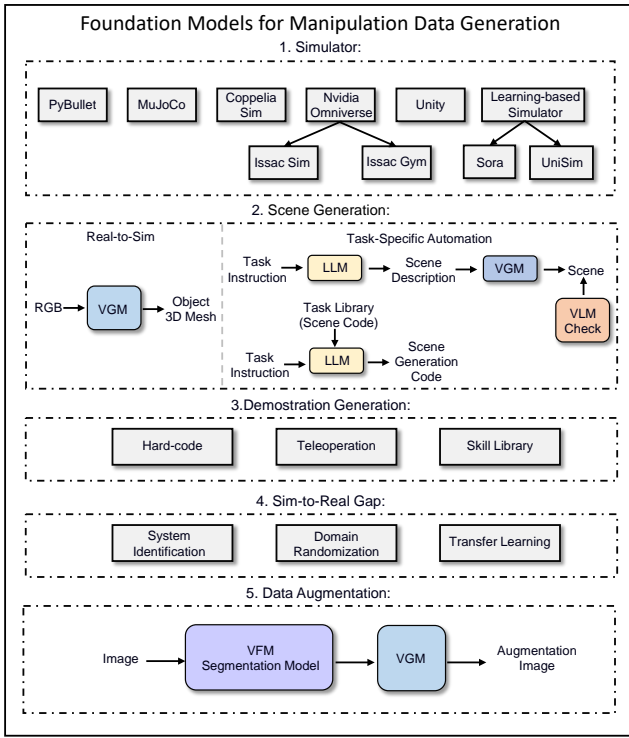 Foundation Models for Manipulation Data Generation
1. Simulator:
PyBullet
MuJoCo
Coppelia
Sim
Nvidia
Omniverse
Unity
Learning-based
Simulator
Issac Sim
Issac Gym
Sora
UniSim
2. Scene Generation:
Real-to-Sim
RGB
VGM
Object
3D Mesh
Task-Specific Automation
Task
Instruction
LLM
Scene
Description
VGM
Scene
VLM
Check
Task Library
(Scene Code)
Task
Instruction
LLM
Scene
Generation
Code
3.Demostration Generation:
Hard-code
Teleoperation
Skill Library
4. Sim-to-Real Gap:
System
Identification
Domain
Randomization
Transfer Learning
5. Data Augmentation:
Image
VFM
Segmentation Model
VGM
Augmentation
Image